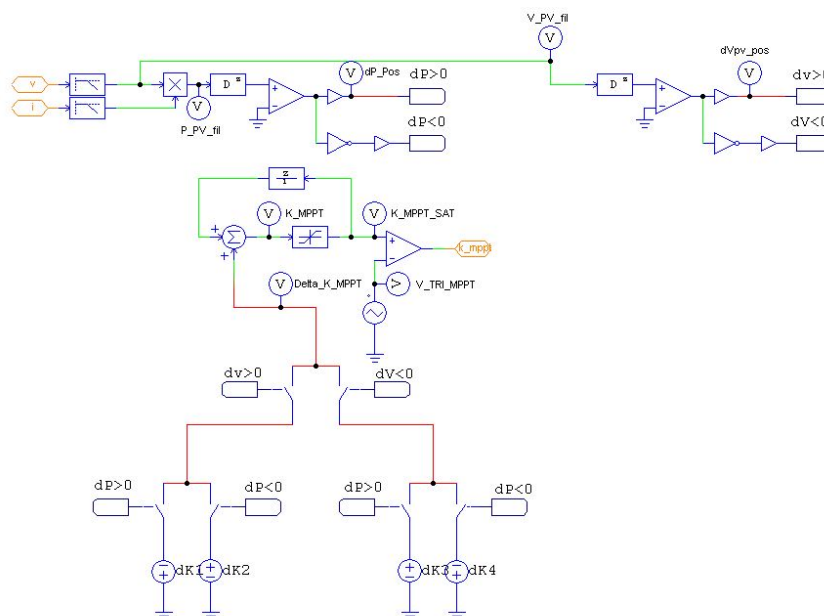 V_PV_fil
V
v
i
P_PV_fil
V
D z
V
dP_Pos
dP>0
dP<0
D z
dVpv_pos
V
dv>0
dV<0
z
1
K_MPPT
V
K_MPPT_SAT
V
Σ
k_mppt
Delta_K_MPPT
V
V_TRI_MPPT
V
dv>0
dV<0
dP>0
dP<0
dP>0
dP<0
dK1
dK2
dK3
dK4